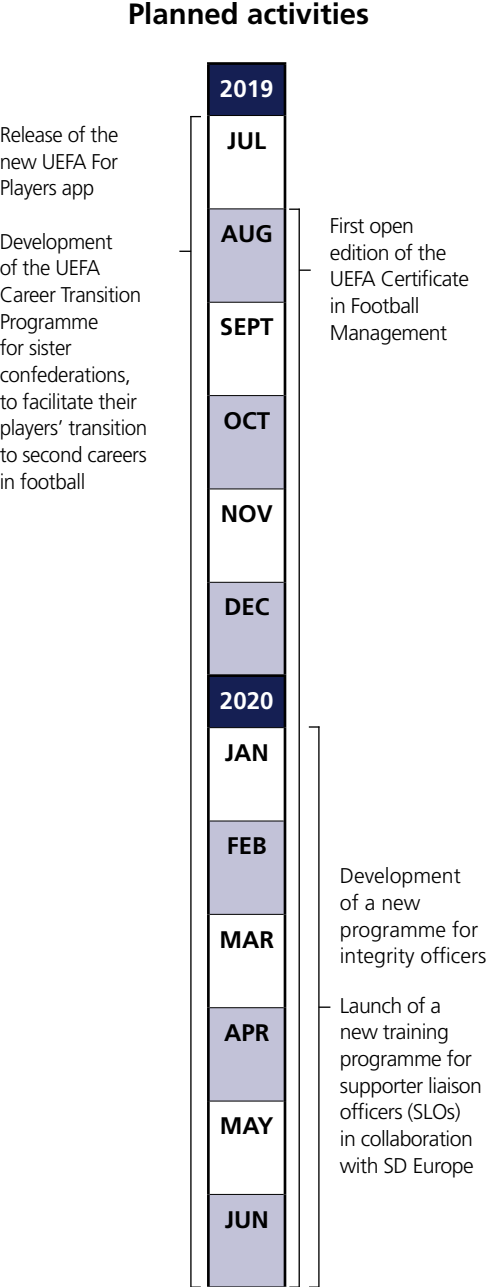 Planned activities
2019
JUL
AUG
SEPT
OCT
NOV
DEC
2020
JAN
FEB
MAR
APR
MAY
JUN
Release of the
new UEFA For
Players app
Development
of the UEFA
Career Transition
Programme
for sister
confederations,
to facilitate their
players’ transition
to second careers
in football
First open
edition of the
UEFA Certificate
in Football
Management
Development
of a new
programme for
integrity officers
Launch of a
new training
programme for
supporter liaison
officers (SLOs)
in collaboration
with SD Europe